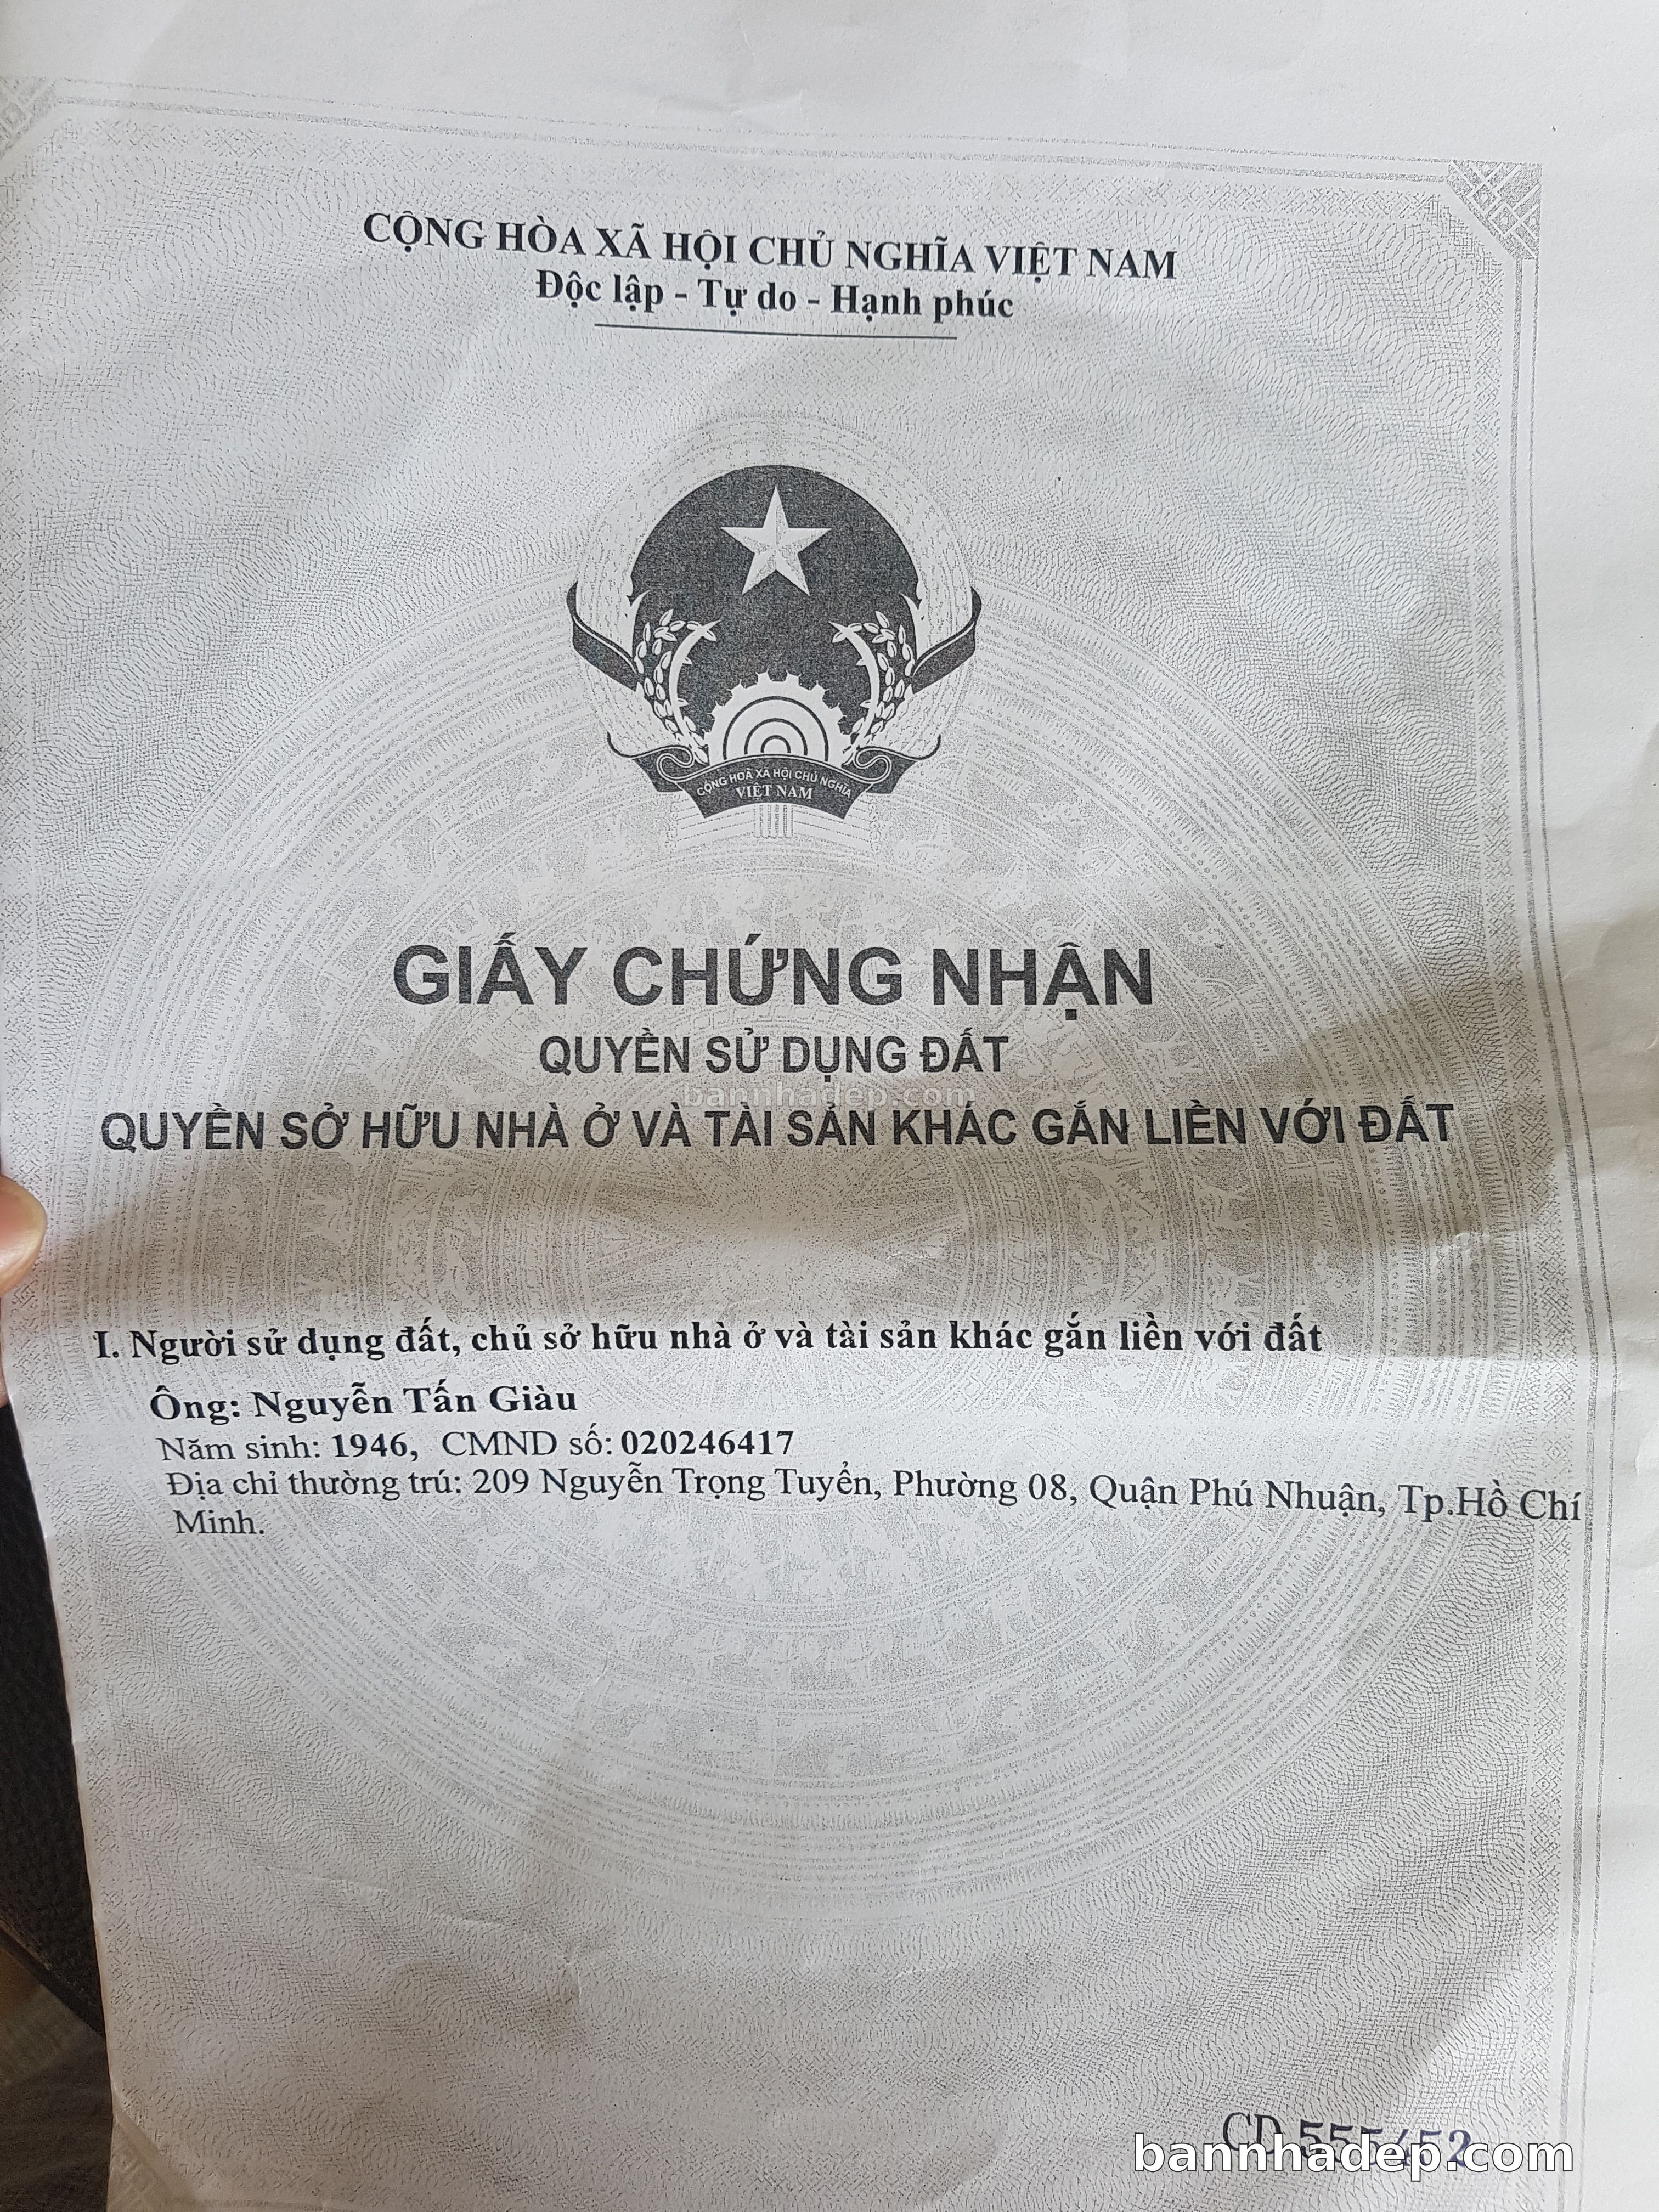 CỘNG HÒA XÃ HỘI CHỦ NGHĨA VIỆT NAM
Độc lập - Tự do - Hạnh phúc
CỘNG HOÀ XÃ HỘI CHỦ NGHĨA
VIỆT NAM
GIẤY CHỨNG NHẬN
QUYỀN SỬ DỤNG ĐẤT
bannhadep.com
QUYỀN SỞ HỮU NHÀ Ở VÀ TÀI SẢN KHÁC GẮN LIỀN VỚI ĐẤT
I. Người sử dụng đất, chủ sở hữu nhà ở và tài sản khác gắn liền với đất
Ông: Nguyễn Tấn Giàu
Năm sinh: 1946, CMND số: 020246417
Địa chỉ thường trú: 209 Nguyễn Trọng Tuyển, Phường 08, Quận Phú Nhuận, Tp.Hồ Chí
Minh.
CD
bannhadep.com